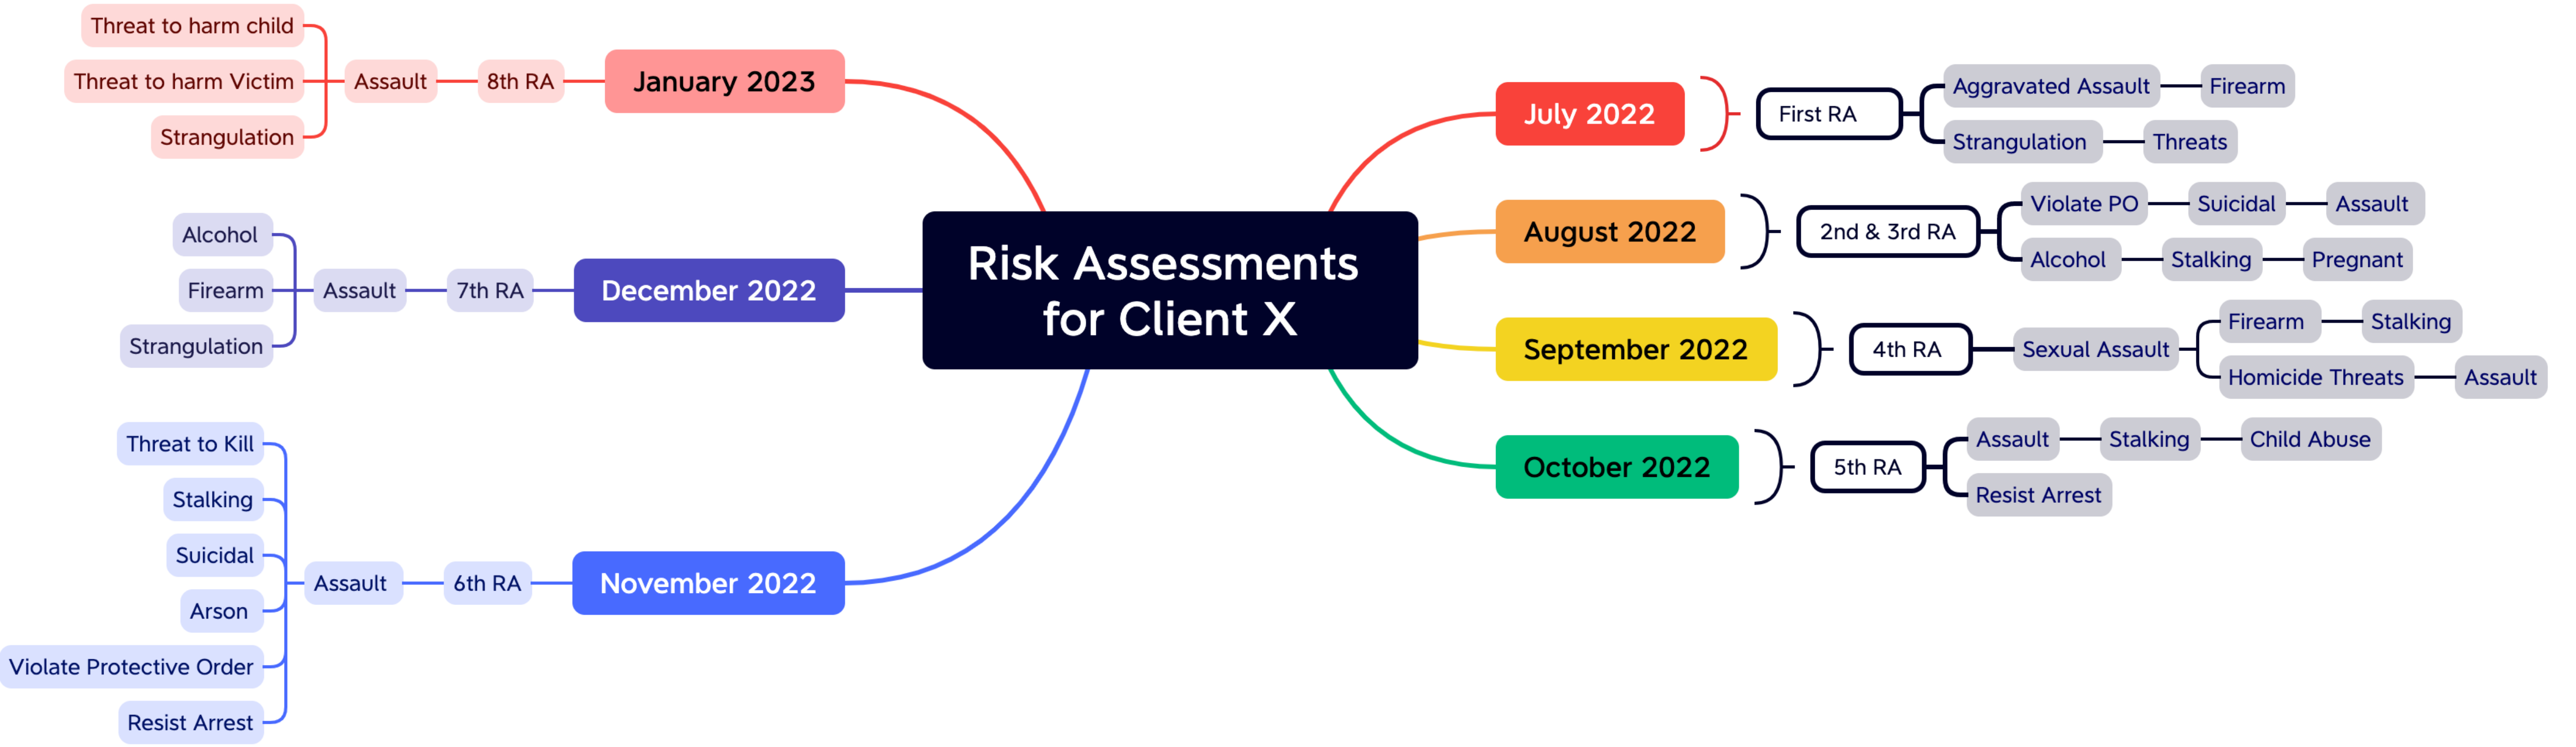 Risk Assessments
for Client X
July 2022
First RA
Aggravated Assault
Firearm
Strangulation
Threats
August 2022
2nd & 3rd RA
Violate PO
Suicidal
Assault
Alcohol
Stalking
Pregnant
September 2022
4th RA
Sexual Assault
Firearm
Stalking
Homicide Threats
Assault
October 2022
5th RA
Assault
Stalking
Child Abuse
Resist Arrest
November 2022
6th RA
Assault
Threat to Kill
Stalking
Suicidal
Arson
Violate Protective Order
Resist Arrest
December 2022
7th RA
Assault
Alcohol
Firearm
Strangulation
January 2023
8th RA
Assault
Threat to harm child
Threat to harm Victim
Strangulation